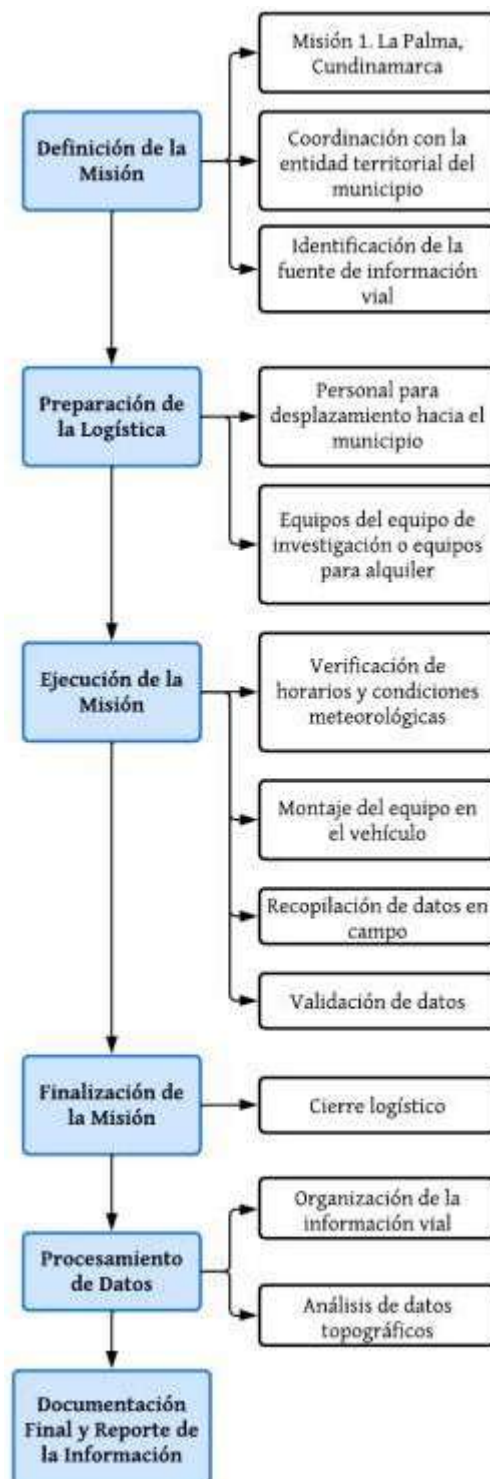 Misión 1. La Palma,
Cundinamarca
Definición de la
Misión
Coordinación con la
entidad territorial del
municipio
Identificación de la
fuente de información
vial
Preparación de
la Logística
Personal para
desplazamiento hacia el
municipio
Equipos del equipo de
investigación o equipos
para alquiler
Ejecución de la
Misión
Verificación de
horarios y condiciones
meteorológicas
Montaje del equipo en
el vehículo
Recopilación de datos en
campo
Validación de datos
Finalización de
la Misión
Cierre logístico
Organización de la
información vial
Procesamiento
de Datos
Análisis de datos
topográficos
Documentación
Final y Reporte de
la Información